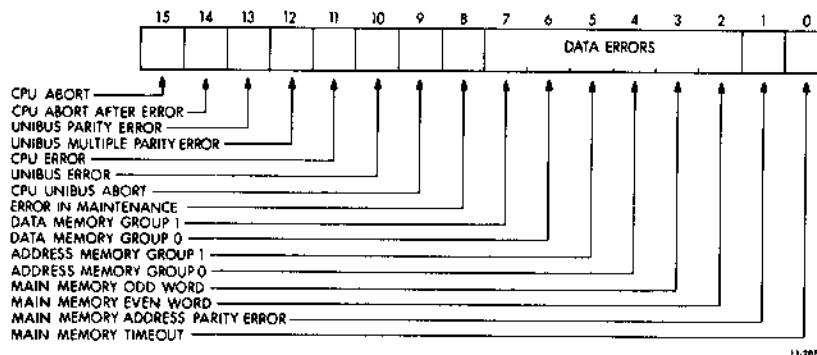 15 14 13 12 11 10 9 8 7 6 5 4 3 2 1 0
DATA ERRORS
CPU ABORT
CPU ABORT AFTER ERROR
UNIBUS PARITY ERROR
UNIBUS MULTIPLE PARITY ERROR
CPU ERROR
UNIBUS ERROR
CPU UNIBUS ABORT
ERROR IN MAINTENANCE
DATA MEMORY GROUP 1
DATA MEMORY GROUP 0
ADDRESS MEMORY GROUP 1
ADDRESS MEMORY GROUP 0
MAIN MEMORY ODD WORD
MAIN MEMORY EVEN WORD
MAIN MEMORY ADDRESS PARITY ERROR
MAIN MEMORY TIMEOUT